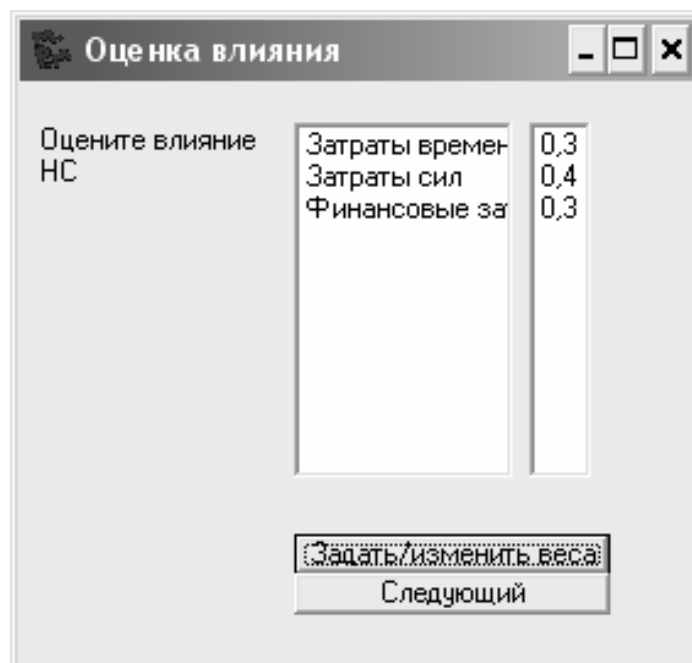 Оценка влияния
Оцените влияние
НС
Затраты времен 0,3
Затраты сил 0,4
Финансовые зат 0,3
Задать/изменить веса
Следующий